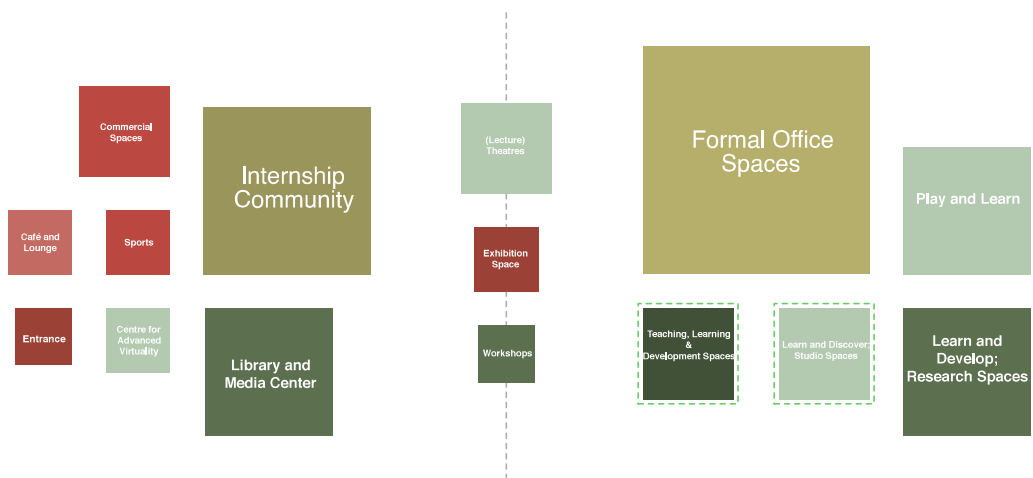 Commercial
Spaces
Internship
Community
Café and
Lounge
Sports
Entrance
Centre for
Advanced
Virtuality
Library and
Media Center
(Lecture)
Theatres
Exhibition
Space
Workshops
Formal Office
Spaces
Play and Learn
Teaching, Learning
&
Development Spaces
Learn and Discover;
Studio Spaces
Learn and
Develop;
Research Spaces